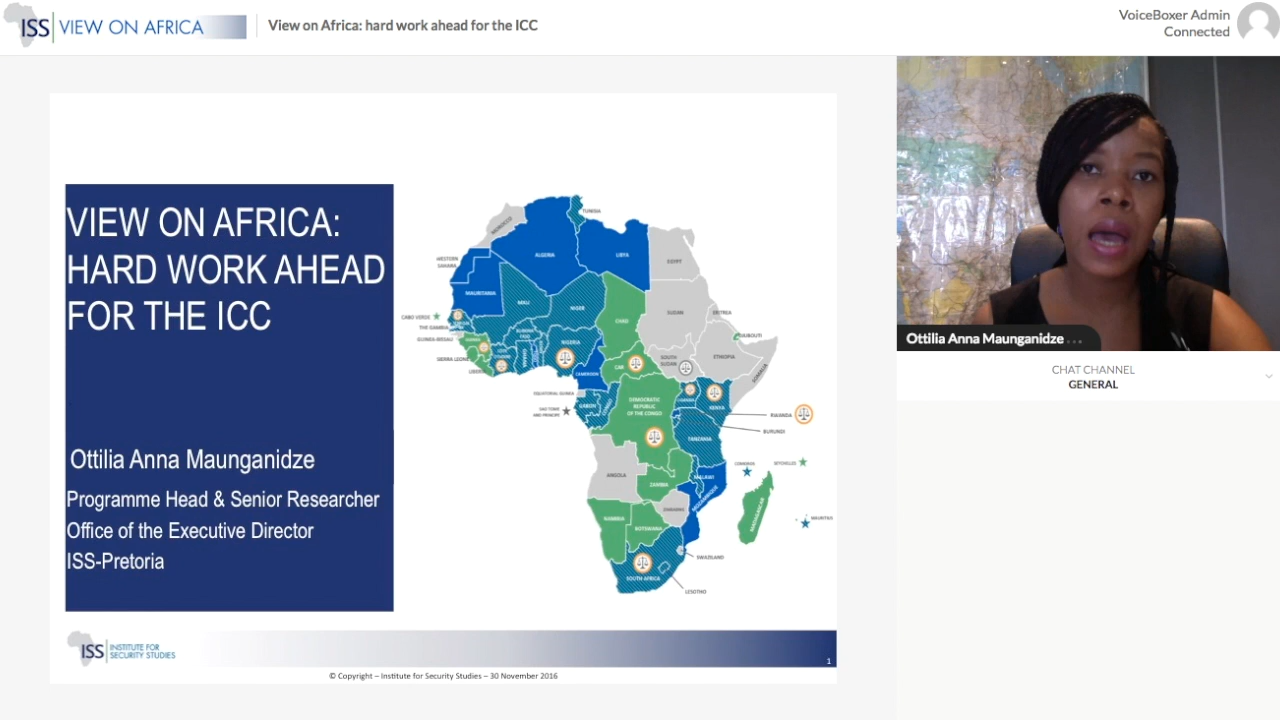 ISS VIEW ON AFRICA
View on Africa: hard work ahead for the ICC
VoiceBoxer Admin
Connected
VIEW ON AFRICA:
HARD WORK AHEAD
FOR THE ICC
Ottilia Anna Maunganidze
Programme Head & Senior Researcher
Office of the Executive Director
ISS-Pretoria
TUNISIA
MOROCCO
ALGERIA
LIBYA
EGYPT
WESTERN
SAHARA
MAURITANIA
MALI
NIGER
CHAD
SUDAN
ERITREA
DJIBOUTI
CABO VERDE
THE GAMBIA
GUINEA-BISSAU
SIERRA LEONE
LIBERIA
BURKINA
FASO
GHANA
NIGERIA
CAMEROON
CAR
SOUTH
SUDAN
ETHIOPIA
SOMALIA
EQUATORIAL GUINEA
SAO TOME
AND PRINCIPE
GABON
CONGO
DEMOCRATIC
REPUBLIC
OF THE CONGO
UGANDA
KENYA
RWANDA
BURUNDI
TANZANIA
COMOROS
SEYCHELLES
ANGOLA
ZAMBIA
MALAWI
MOZAMBIQUE
ZIMBABWE
MADAGASCAR
MAURITIUS
NAMIBIA
BOTSWANA
SWAZILAND
SOUTH AFRICA
LESOTHO
ISS INSTITUTE FOR
SECURITY STUDIES
1
© Copyright – Institute for Security Studies – 30 November 2016
Ottilia Anna Maunganidze ...
CHAT CHANNEL
GENERAL